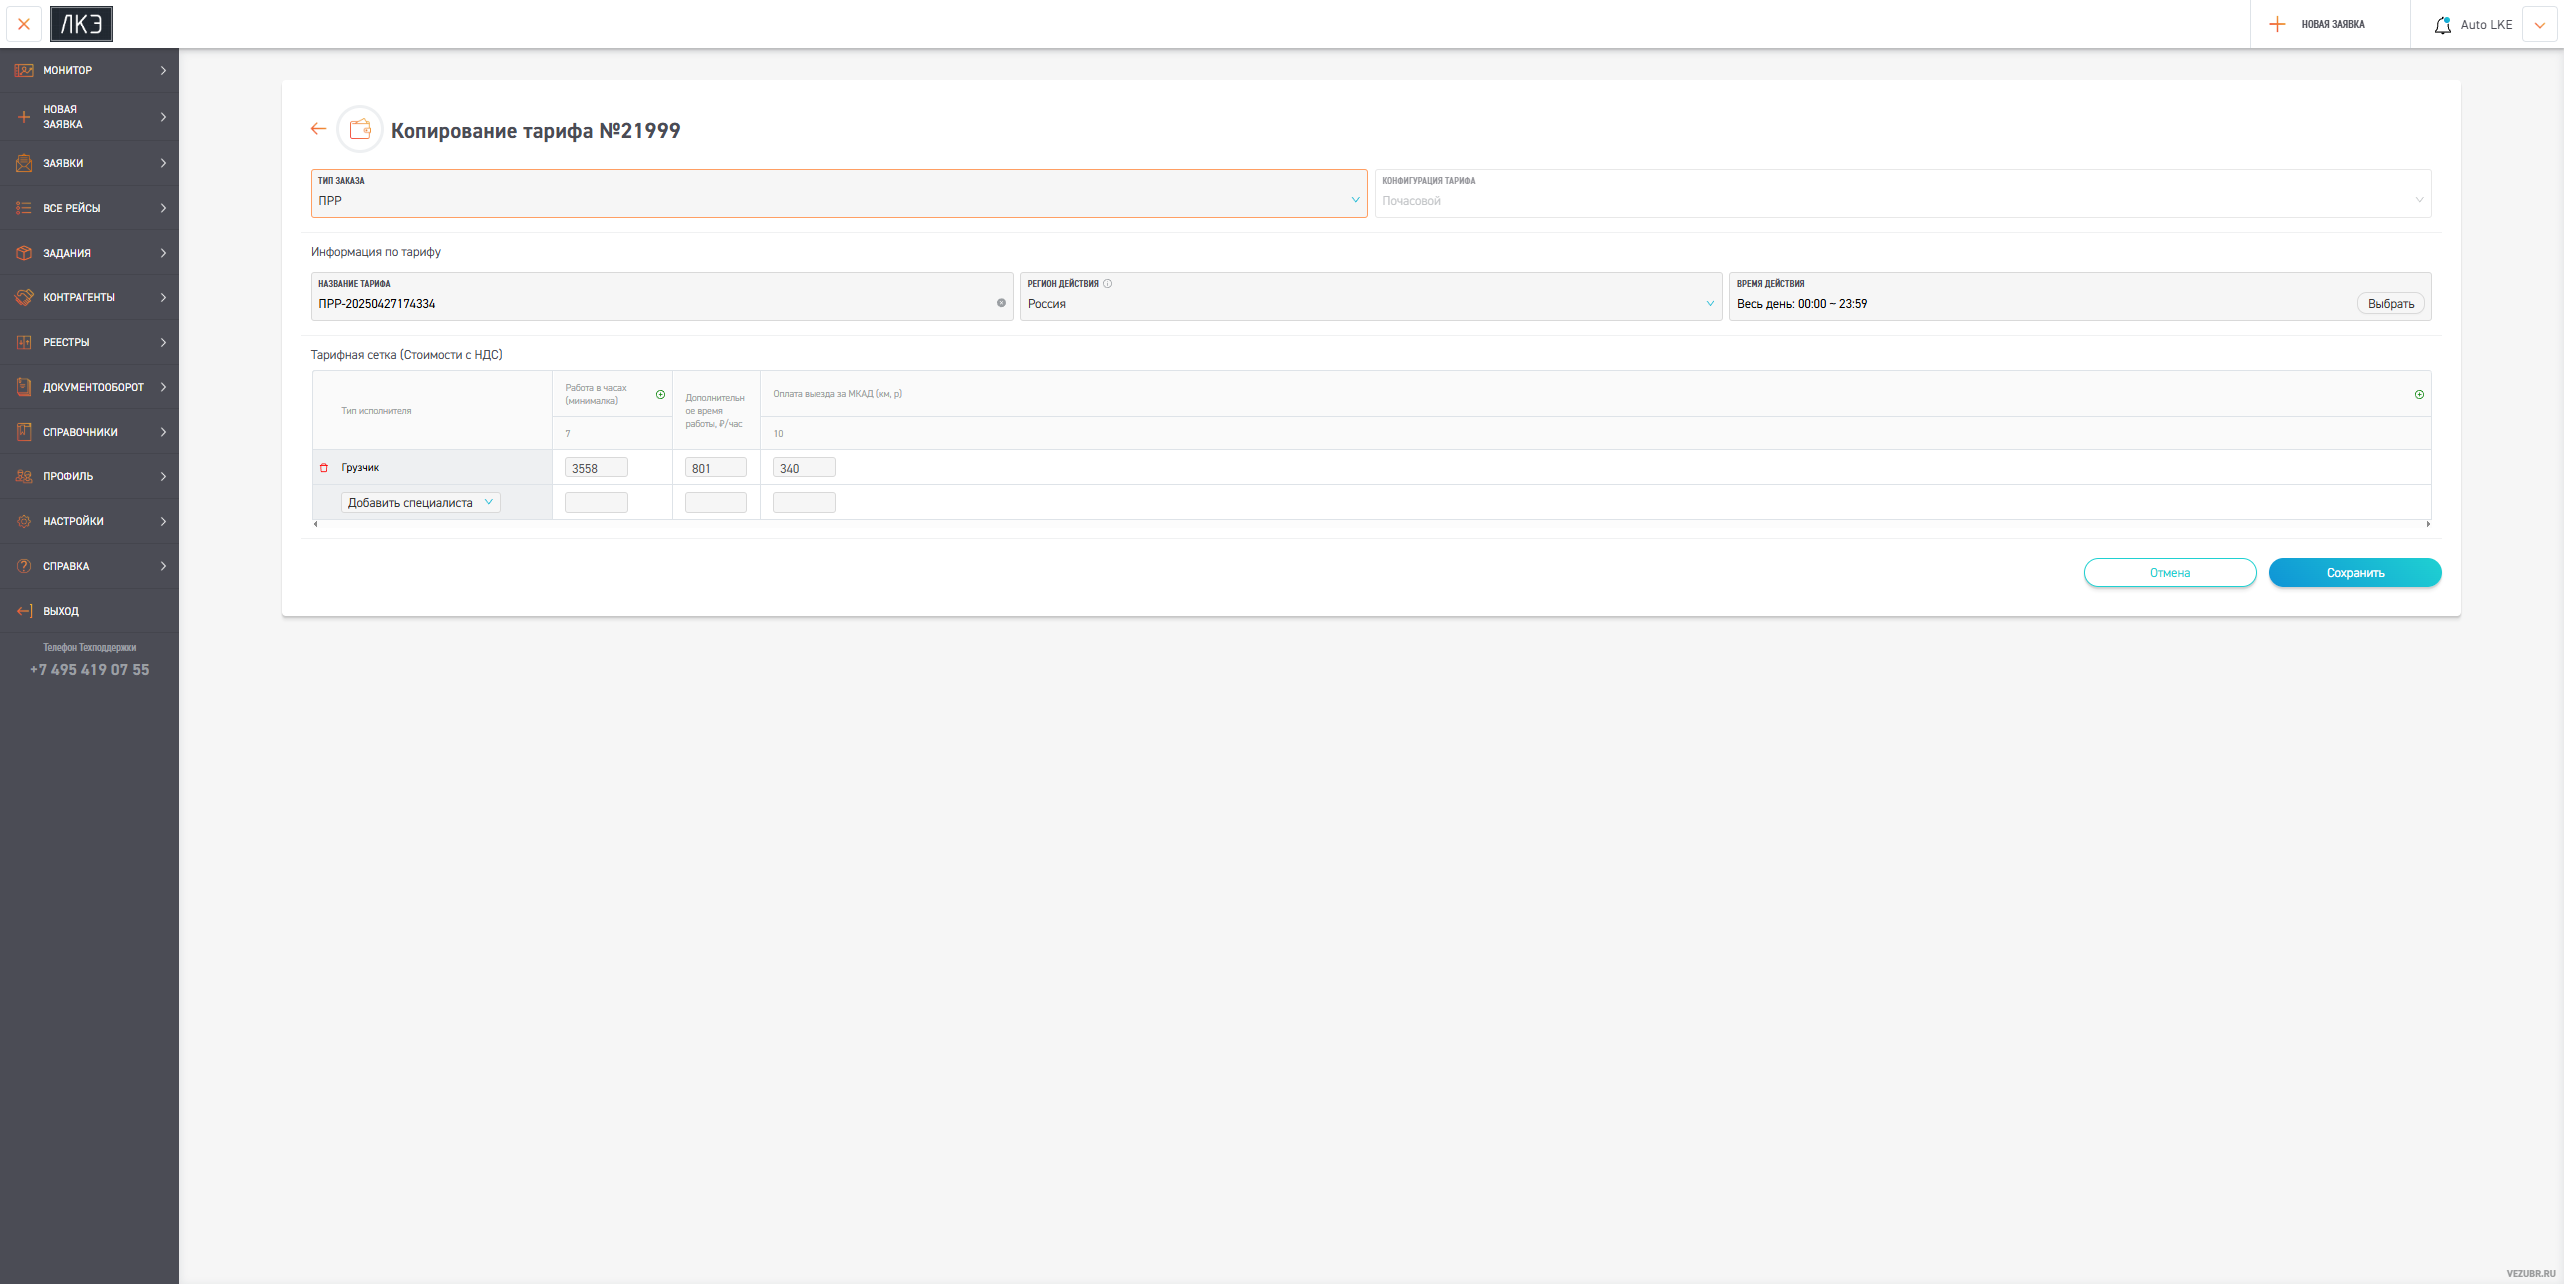 ЛКЭ
НОВАЯ ЗАЯВКА
Auto LKE
МОНИТОР
НОВАЯ
ЗАЯВКА
ЗАЯВКИ
ВСЕ РЕЙСЫ
ЗАДАНИЯ
КОНТРАГЕНТЫ
РЕЕСТРЫ
ДОКУМЕНТООБОРОТ
СПРАВОЧНИКИ
ПРОФИЛЬ
НАСТРОЙКИ
СПРАВКА
ВЫХОД
Телефон Техподдержки
+7 495 419 07 55
Копирование тарифа №21999
ТИП ЗАКАЗА
ПРР
КОНФИГУРАЦИЯ ТАРИФА
Почасовой
Информация по тарифу
НАЗВАНИЕ ТАРИФА
ПРР-20250427174334
РЕГИОН ДЕЙСТВИЯ
Россия
ВРЕМЯ ДЕЙСТВИЯ
Весь день: 00:00 ~ 23:59
Выбрать
Тарифная сетка (Стоимости с НДС)
Тип исполнителя
Работа в часах
(минималка)
7
Дополнительн
ое время
работы, ₽/час
Оплата выезда за МКАД (км, р)
10
Грузчик
3558
801
340
Добавить специалиста
Отмена
Сохранить
VEZUBR.RU